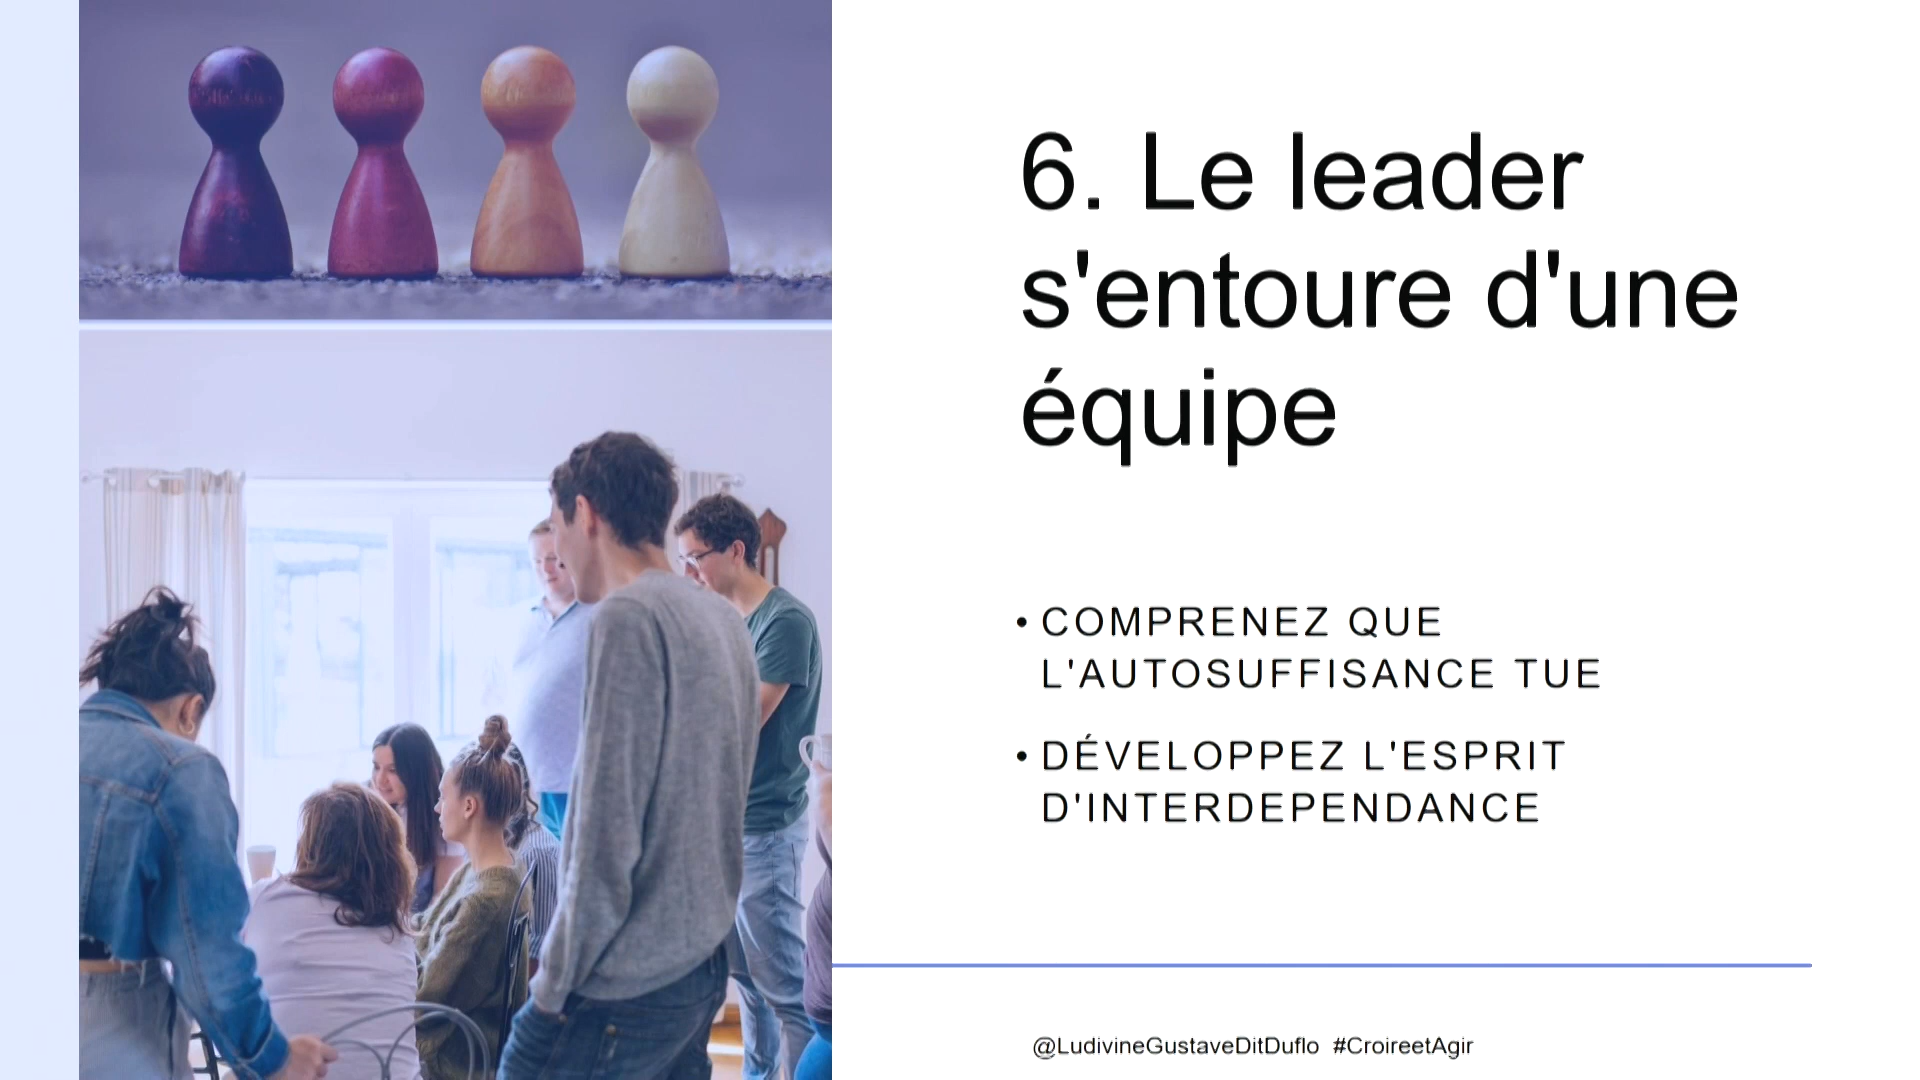 6. Le leader
s'entoure d'une
équipe
• COMPRENEZ QUE
L'AUTOSUFFISANCE TUE
• DÉVELOPPEZ L'ESPRIT
D'INTERDEPENDANCE
@LudivineGustaveDitDuflo #CroireetAgir